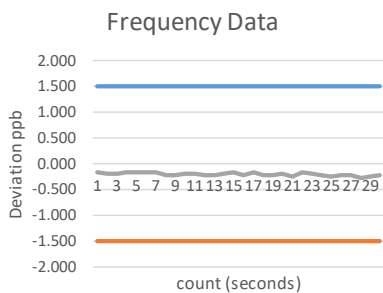 Frequency Data
2.000
1.500
1.000
0.500
0.000
-0.500
-1.000
-1.500
-2.000
Deviation ppb
1 3 5 7 9 11 13 15 17 19 21 23 25 27 29
count (seconds)